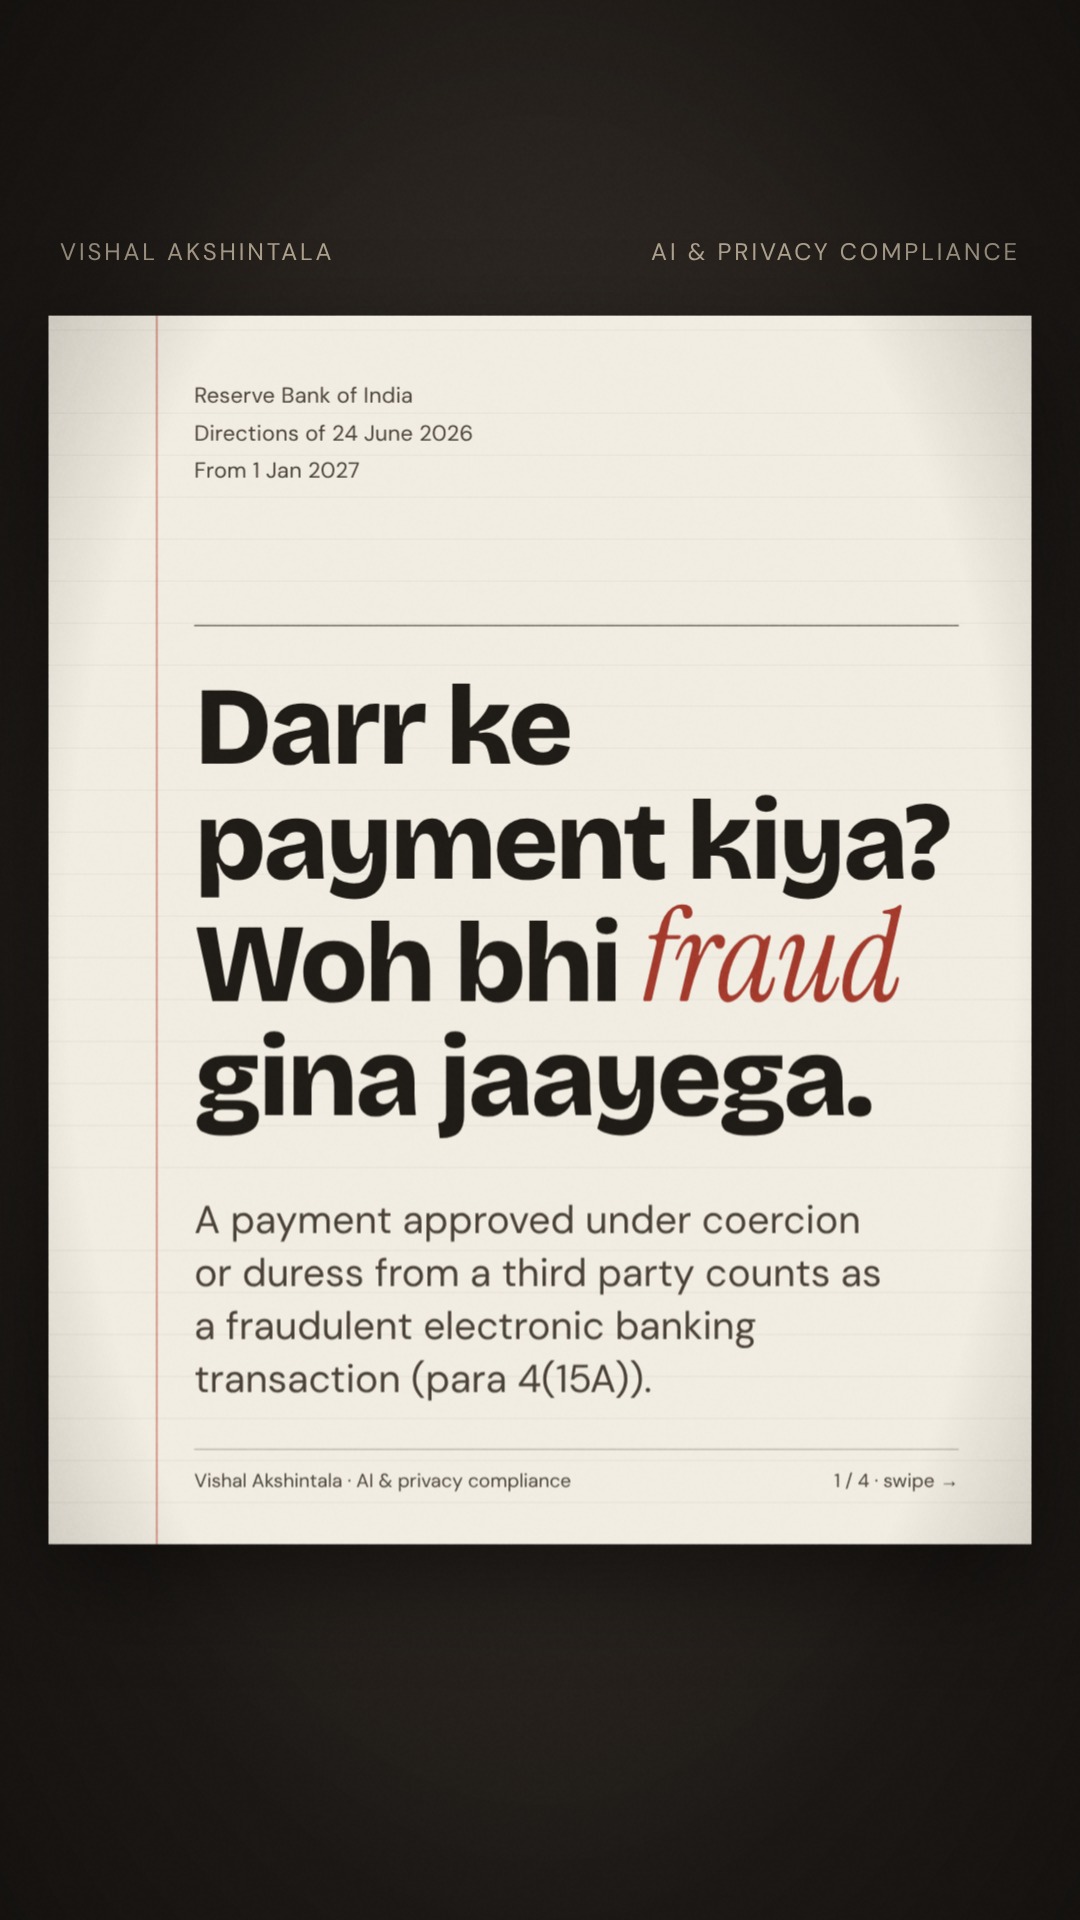 VISHAL AKSHINTALA
AI & PRIVACY COMPLIANCE
Reserve Bank of India
Directions of 24 June 2026
From 1 Jan 2027
Darr ke
payment kiya?
Woh bhi fraud
gina jaayega.
A payment approved under coercion
or duress from a third party counts as
a fraudulent electronic banking
transaction (para 4(15A)).
Vishal Akshintala · AI & privacy compliance
1 / 4 · swipe →